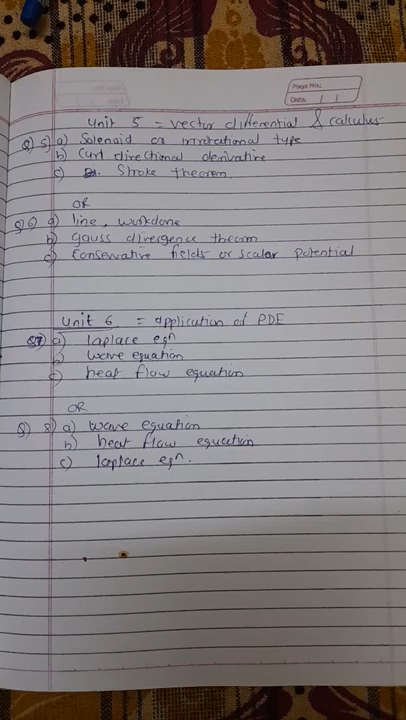 Page No.:
Date
Unit 5 = vector differential & calculus
Q) 5) a) Solenoid or irrotational type
b) Curl directional derivative
c) Stroke theorem
OR
Q) 6) a) line, workdone
b) gauss divergence theorm
c) Conservative fields or scalar potential
Unit 6 = application of PDE
Q7) a) laplace eqn
b) wave equation
c) heat flow equation
OR
Q) 8) a) wave equation
b) heat flow equation
c) laplace eqn.